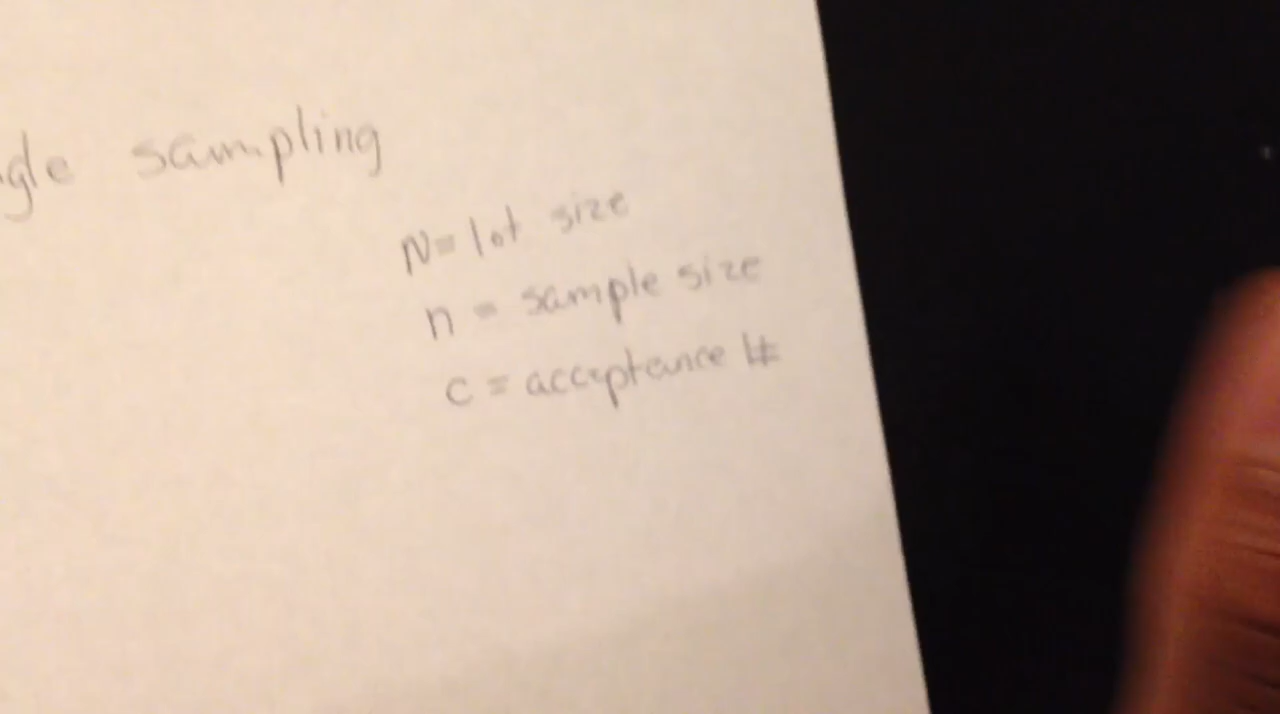 gle sampling
N= lot size
n = sample size
c = acceptance #